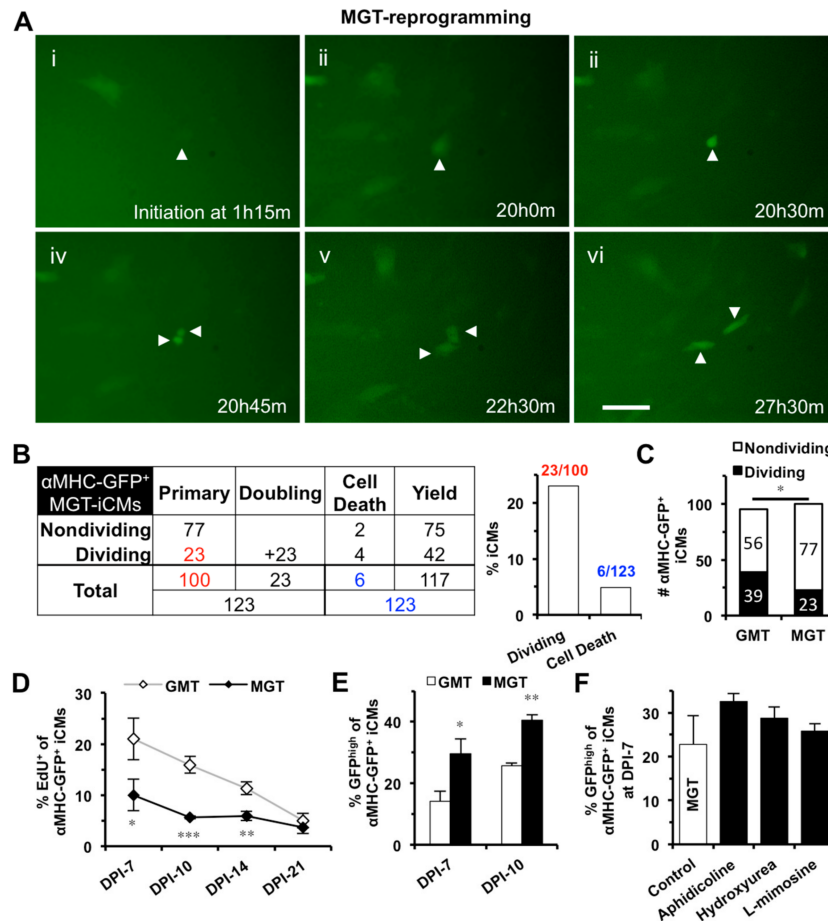 MGT-reprogramming
A
i
Initiation at 1h15m
ii
20h0m
ii
20h30m
iv
20h45m
v
22h30m
vi
27h30m
B
αMHC-GFP+ MGT-iCMs Primary Doubling Cell Death Yield
Nondividing 77 2 75
Dividing 23 +23 4 42
Total 100 23 6 117
123 123
% iCMs
20
10
0
23/100
6/123
Dividing
Cell Death
C
Nondividing
Dividing
# αMHC-GFP+ iCMs
100
50
0
*
56
39
77
23
GMT
MGT
D
GMT
MGT
% EdU+ of αMHC-GFP+ iCMs
30
20
10
0
*
***
**
DPI-7
DPI-10
DPI-14
DPI-21
E
GMT
MGT
% GFPhigh of αMHC-GFP+ iCMs
40
20
0
*
**
DPI-7
DPI-10
F
% GFPhigh of αMHC-GFP+ iCMs at DPI-7
40
30
20
10
0
MGT
Control
Aphidicoline
Hydroxyurea
L-mimosine